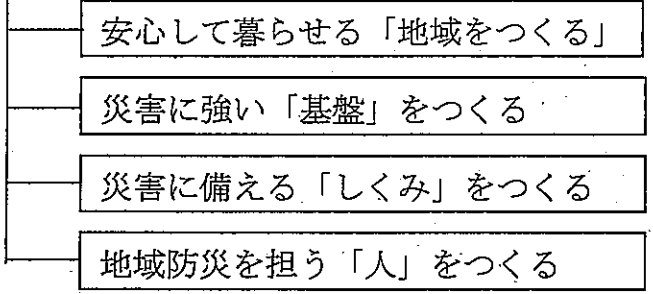 安心して暮らせる「地域をつくる」
災害に強い「基盤」をつくる
災害に備える「しくみ」をつくる
地域防災を担う「人」をつくる